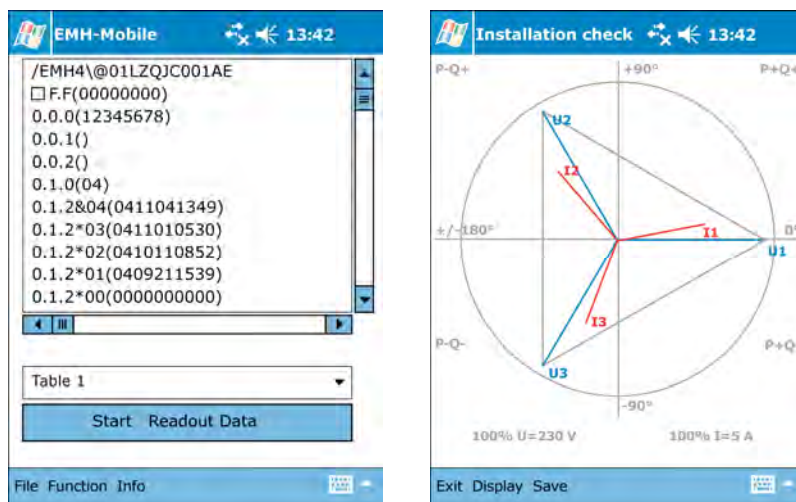 EMH-Mobile 13:42
/EMH4\@01LZQJC001AE
F.F(00000000)
0.0.0(12345678)
0.0.1()
0.0.2()
0.1.0(04)
0.1.2&04(0411041349)
0.1.2*03(0411010530)
0.1.2*02(0410110852)
0.1.2*01(0409211539)
0.1.2*00(0000000000)
Table 1
Start Readout Data
File Function Info
Installation check 13:42
P-Q+ +90° P+Q+
U2
I2
+/-180° I1 0°
U1
I3
P-Q- P+Q-
U3
-90°
100% U=230 V 100% I=5 A
Exit Display Save